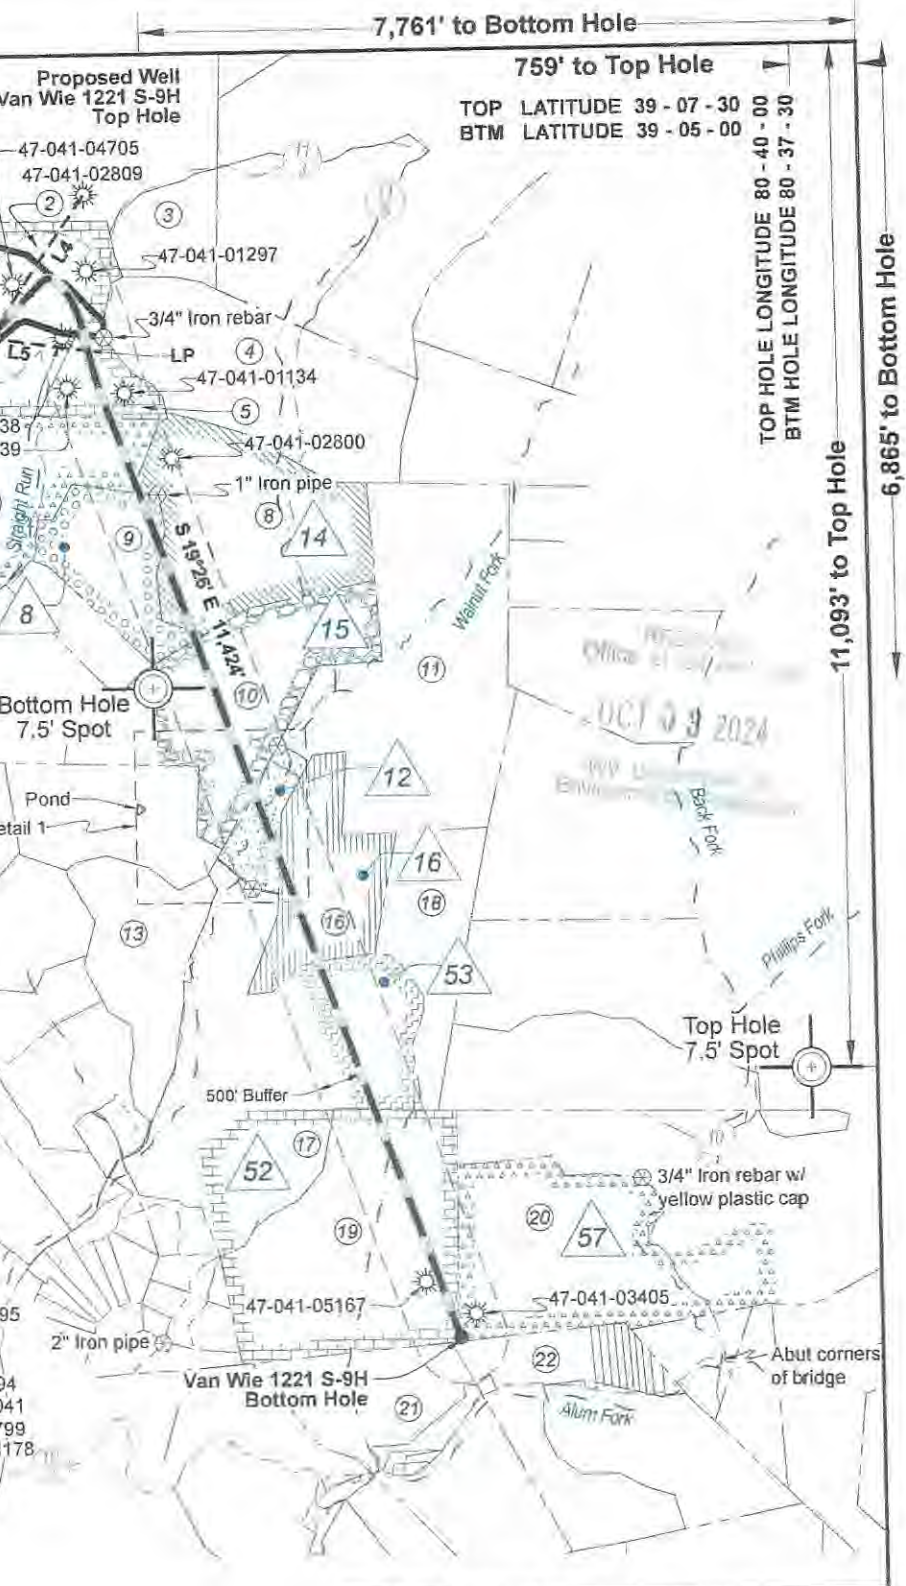 7,761' to Bottom Hole
759' to Top Hole
Proposed Well
Van Wie 1221 S-9H
Top Hole
TOP LATITUDE 39 - 07 - 30
BTM LATITUDE 39 - 05 - 00
TOP HOLE LONGITUDE 80 - 40 - 00
BTM HOLE LONGITUDE 80 - 37 - 30
6,865' to Bottom Hole
11,093' to Top Hole
47-041-04705
47-041-02809
2
3
L4
47-041-01297
3/4" Iron rebar
L5
LP
4
47-041-01134
5
38
39
47-041-02800
1" Iron pipe
8
14
Straight Run
9
8
S 19°26' E 11,424'
Walnut Fork
15
10
11
Bottom Hole
7.5' Spot
OCT 09 2024
12
Pond
etail 1
Back Fork
16
18
16
13
Phillips Fork
53
Top Hole
7.5' Spot
500' Buffer
17
52
3/4" Iron rebar w/
yellow plastic cap
20
57
19
47-041-05167
47-041-03405
95
2" Iron pipe
22
Abut corners
of bridge
Van Wie 1221 S-9H
Bottom Hole
94
041
799
1178
21
Alum Fork